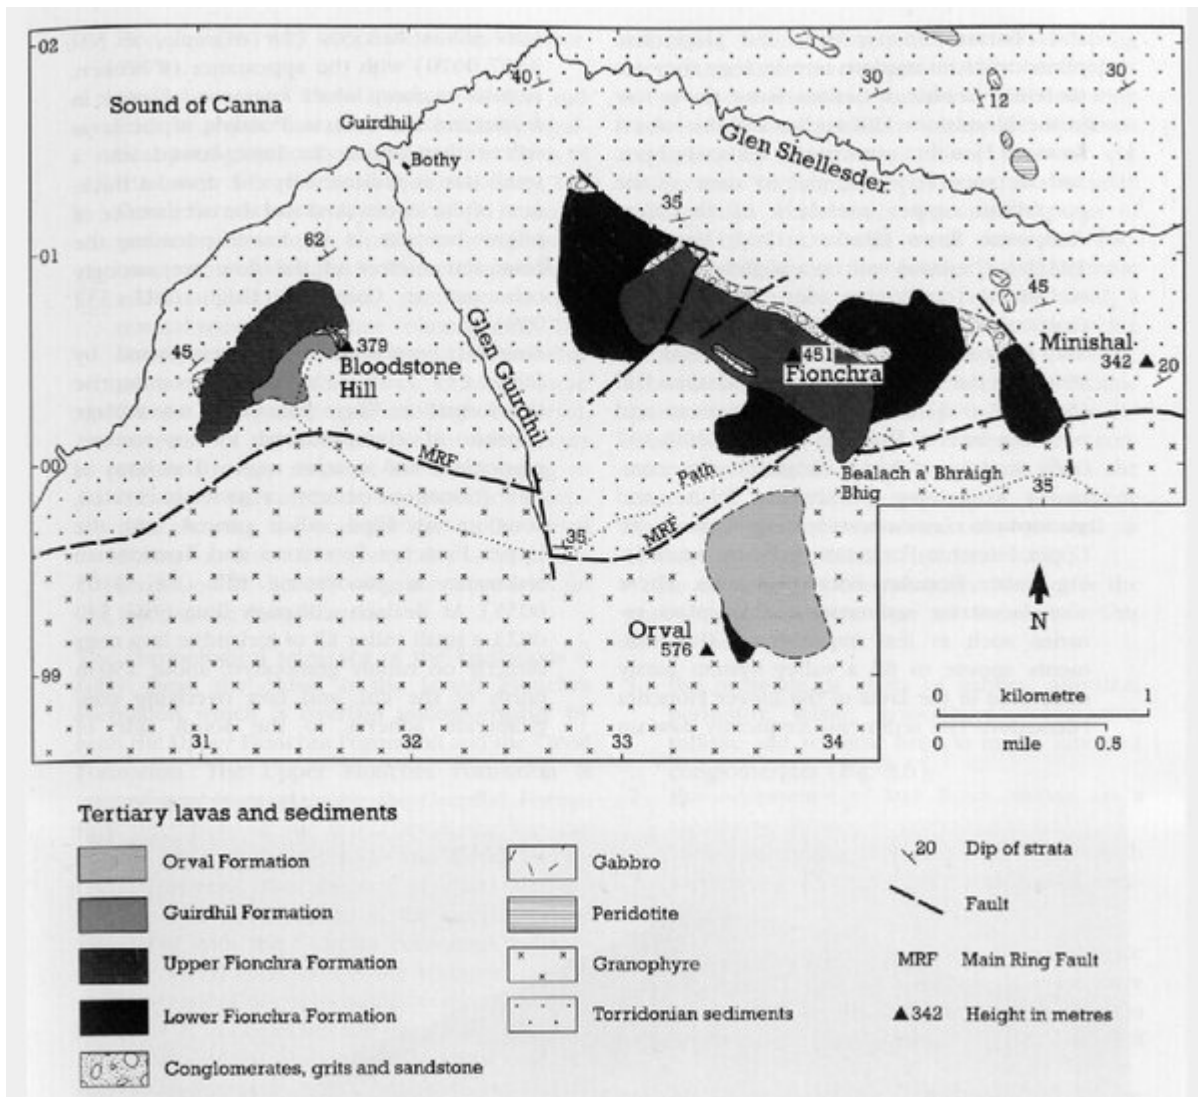 02
01
00
99
31
32
33
34
Sound of Canna
Guirdhil
Bothy
40
30
30
12
Glen Shellesder
35
62
45
379
Bloodstone
Hill
Glen Guirdhil
451
Fionchra
45
Minishal
342
20
MRF
Path
MRF
Bealach a' Bhràigh
Bhig
35
35
Orval
576
N
0 kilometre 1
0 mile 0.5
Tertiary lavas and sediments
Orval Formation
Guirdhil Formation
Upper Fionchra Formation
Lower Fionchra Formation
Conglomerates, grits and sandstone
Gabbro
Peridotite
Granophyre
Torridonian sediments
20 Dip of strata
Fault
MRF Main Ring Fault
▲342 Height in metres